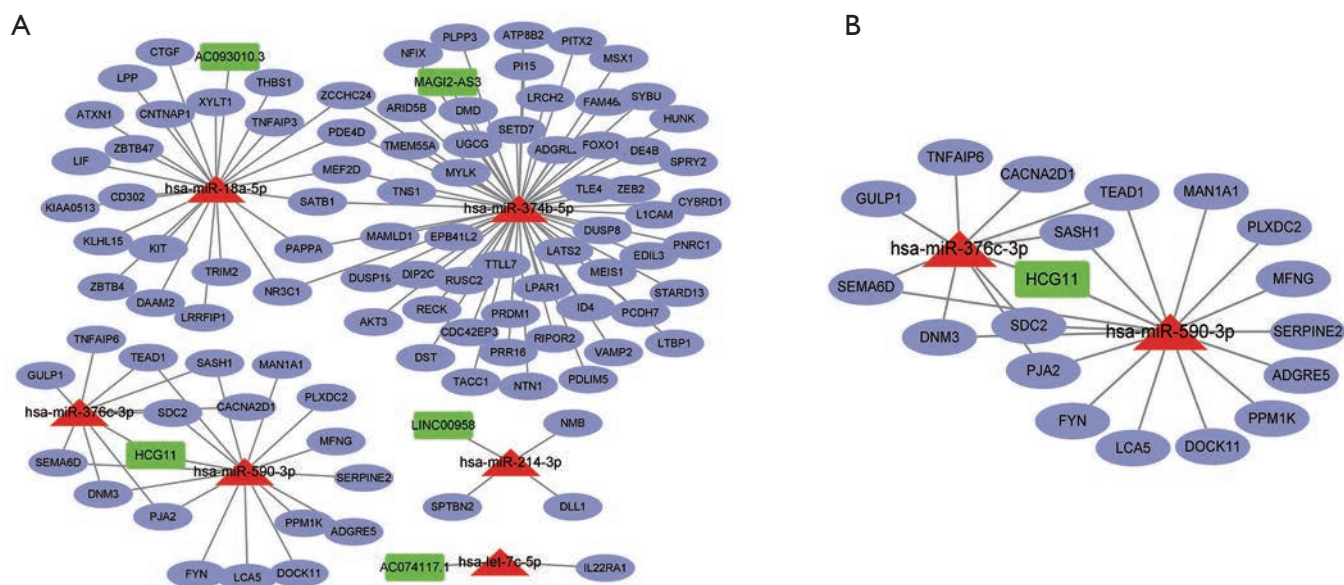 A
CTGF
AC093010.3
LPP
THBS1
XYLT1
CNTNAP1
ZCCHC24
ATXN1
TNFAIP3
ZBTB47
PDE4D
LIF
MEF2D
hsa-miR-18a-5p
CD302
SATB1
KIAA0513
KLHL15
KIT
PAPPA
TRIM2
ZBTB4
NR3C1
DAAM2
LRRFIP1
PLPP3
ATP8B2
PITX2
NFIX
MSX1
PI15
MAGI2-AS3
SYBU
LRCH2
FAM46
ARID5B
DMD
HUNK
SETD7
UGCG
FOXO1
TMEM55A
ADGRL
DE4B
SPRY2
MYLK
TLE4
ZEB2
TNS1
CYBRD1
hsa-miR-374b-5p
L1CAM
DUSP8
MAMLD1
EPB41L2
PNRC1
LATS2
EDIL3
TTLL7
MEIS1
DUSP19
DIP2C
RUSC2
LPAR1
STARD13
RECK
ID4
PCDH7
PRDM1
AKT3
CDC42EP3
RIPOR2
LTBP1
PRR16
VAMP2
DST
PDLIM5
TACC1
NTN1
TNFAIP6
TEAD1
SASH1
MAN1A1
GULP1
PLXDC2
CACNA2D1
SDC2
hsa-miR-376c-3p
MFNG
HCG11
SEMA6D
hsa-miR-590-3p
SERPINE2
DNM3
PJA2
PPM1K
ADGRE5
FYN
LCA5
DOCK11
LINC00958
NMB
hsa-miR-214-3p
SPTBN2
DLL1
AC074117.1
hsa-let-7c-5p
IL22RA1
B
TNFAIP6
CACNA2D1
GULP1
TEAD1
MAN1A1
SASH1
PLXDC2
hsa-miR-376c-3p
MFNG
HCG11
SEMA6D
SDC2
hsa-miR-590-3p
SERPINE2
DNM3
PJA2
ADGRE5
PPM1K
FYN
LCA5
DOCK11